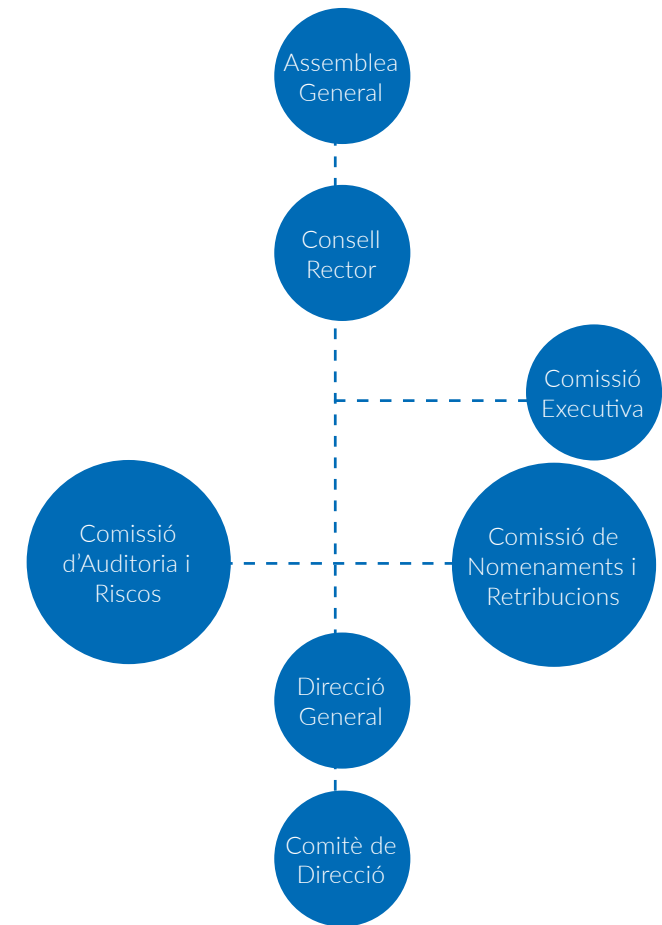 Assemblea
General
Consell
Rector
Comissió
Executiva
Comissió
d’Auditoria i
Riscos
Comissió de
Nomenaments i
Retribucions
Direcció
General
Comitè de
Direcció